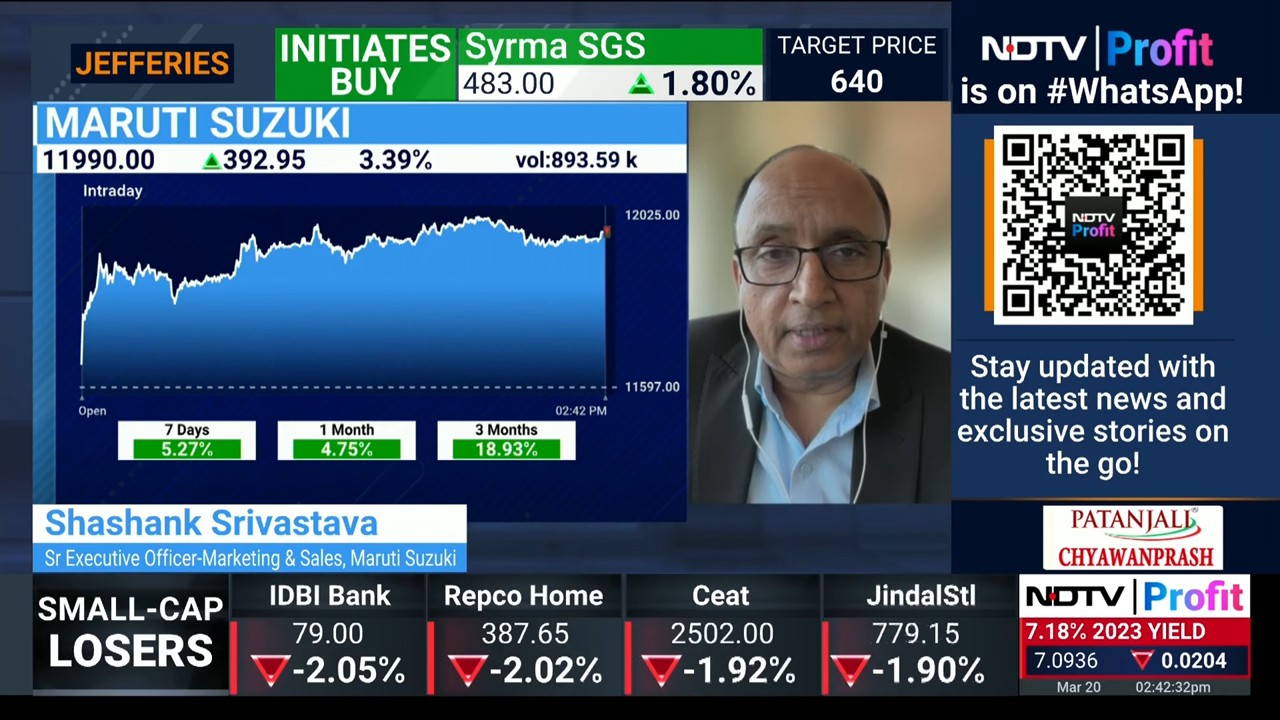 JEFFERIES
INITIATES
BUY
Syrma SGS
483.00 1.80%
TARGET PRICE
640
MARUTI SUZUKI
11990.00 392.95 3.39% vol:893.59 k
Intraday
12025.00
11597.00
Open 02:42 PM
7 Days
5.27%
1 Month
4.75%
3 Months
18.93%
Shashank Srivastava
Sr Executive Officer-Marketing & Sales, Maruti Suzuki
NDTV Profit
is on #WhatsApp!
NDTV
Profit
Stay updated with
the latest news and
exclusive stories on
the go!
PATANJALI
CHYAWANPRASH
SMALL-CAP
LOSERS
IDBI Bank
79.00
-2.05%
Repco Home
387.65
-2.02%
Ceat
2502.00
-1.92%
JindalStl
779.15
-1.90%
NDTV Profit
7.18% 2023 YIELD
7.0936 0.0204
Mar 20 02:42:32pm